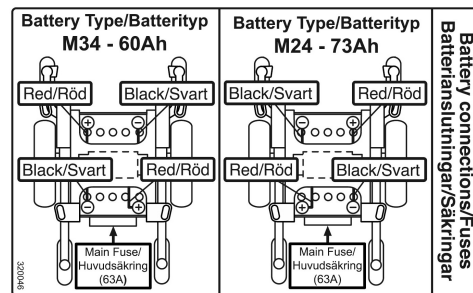 Battery Type/Batterityp
M34 - 60Ah
Red/Röd
Black/Svart
+
−
Black/Svart
Red/Röd
−
+
Main Fuse/
Huvudsäkring
(63A)
320046
Battery Type/Batterityp
M24 - 73Ah
Black/Svart
Red/Röd
−
+
Red/Röd
Black/Svart
+
−
Main Fuse/
Huvudsäkring
(63A)
Battery connections/Fuses
Batterianslutningar/Säkringar